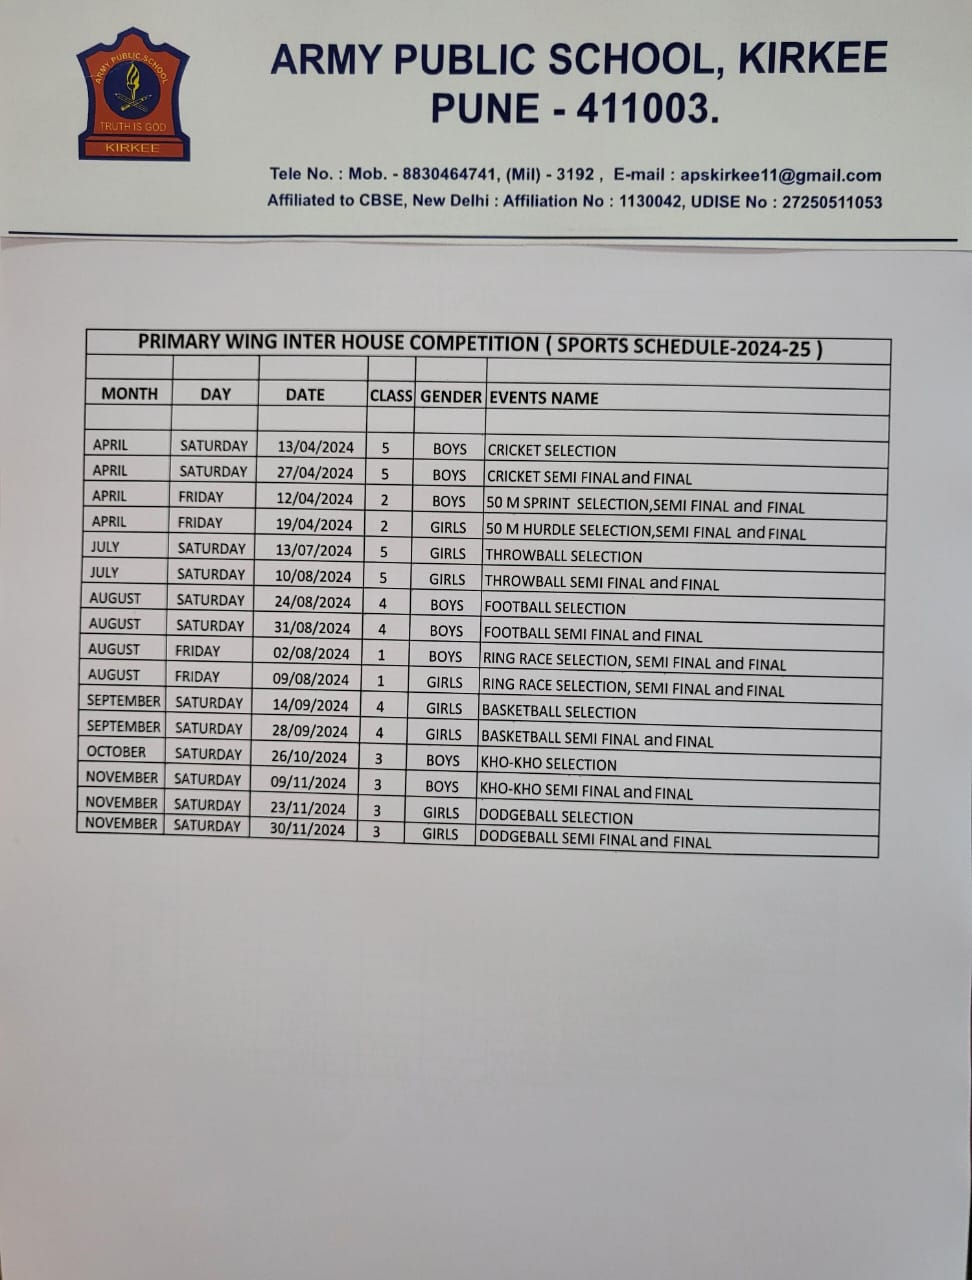 ARMY PUBLIC SCHOOL
TRUTH IS GOD
KIRKEE
ARMY PUBLIC SCHOOL, KIRKEE
PUNE - 411003.
Tele No. : Mob. - 8830464741, (Mil) - 3192 , E-mail : apskirkee11@gmail.com
Affiliated to CBSE, New Delhi : Affiliation No : 1130042, UDISE No : 27250511053
PRIMARY WING INTER HOUSE COMPETITION ( SPORTS SCHEDULE-2024-25 )
MONTH DAY DATE CLASS GENDER EVENTS NAME
APRIL SATURDAY 13/04/2024 5 BOYS CRICKET SELECTION
APRIL SATURDAY 27/04/2024 5 BOYS CRICKET SEMI FINAL and FINAL
APRIL FRIDAY 12/04/2024 2 BOYS 50 M SPRINT SELECTION,SEMI FINAL and FINAL
APRIL FRIDAY 19/04/2024 2 GIRLS 50 M HURDLE SELECTION,SEMI FINAL and FINAL
JULY SATURDAY 13/07/2024 5 GIRLS THROWBALL SELECTION
JULY SATURDAY 10/08/2024 5 GIRLS THROWBALL SEMI FINAL and FINAL
AUGUST SATURDAY 24/08/2024 4 BOYS FOOTBALL SELECTION
AUGUST SATURDAY 31/08/2024 4 BOYS FOOTBALL SEMI FINAL and FINAL
AUGUST FRIDAY 02/08/2024 1 BOYS RING RACE SELECTION, SEMI FINAL and FINAL
AUGUST FRIDAY 09/08/2024 1 GIRLS RING RACE SELECTION, SEMI FINAL and FINAL
SEPTEMBER SATURDAY 14/09/2024 4 GIRLS BASKETBALL SELECTION
SEPTEMBER SATURDAY 28/09/2024 4 GIRLS BASKETBALL SEMI FINAL and FINAL
OCTOBER SATURDAY 26/10/2024 3 BOYS KHO-KHO SELECTION
NOVEMBER SATURDAY 09/11/2024 3 BOYS KHO-KHO SEMI FINAL and FINAL
NOVEMBER SATURDAY 23/11/2024 3 GIRLS DODGEBALL SELECTION
NOVEMBER SATURDAY 30/11/2024 3 GIRLS DODGEBALL SEMI FINAL and FINAL